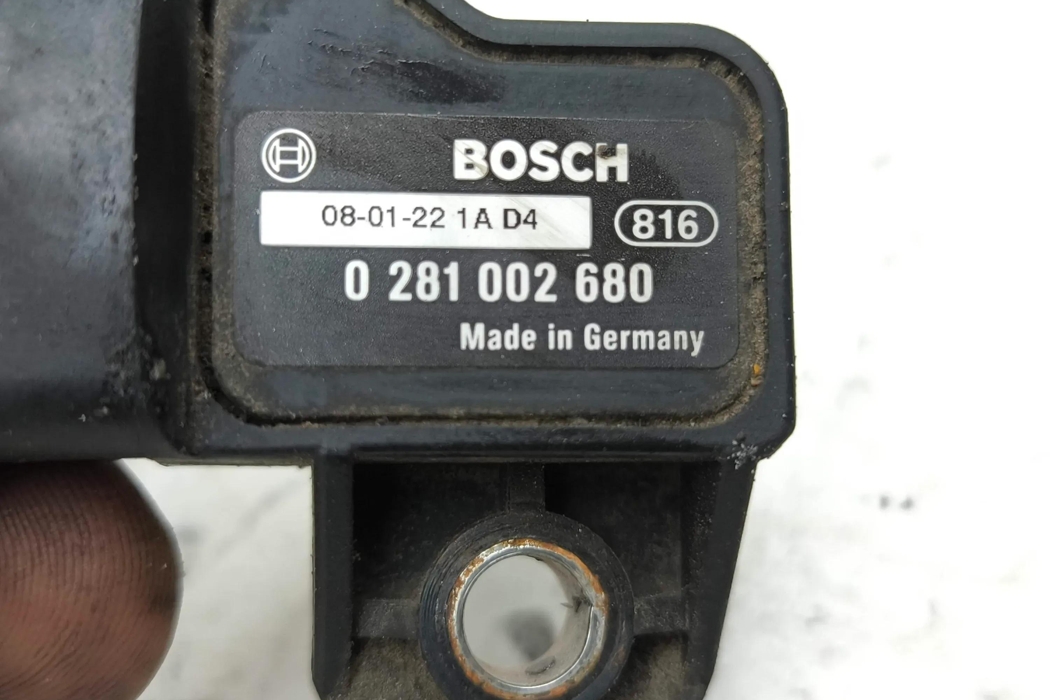 BOSCH
08-01-22 1A D4
816
0 281 002 680
Made in Germany